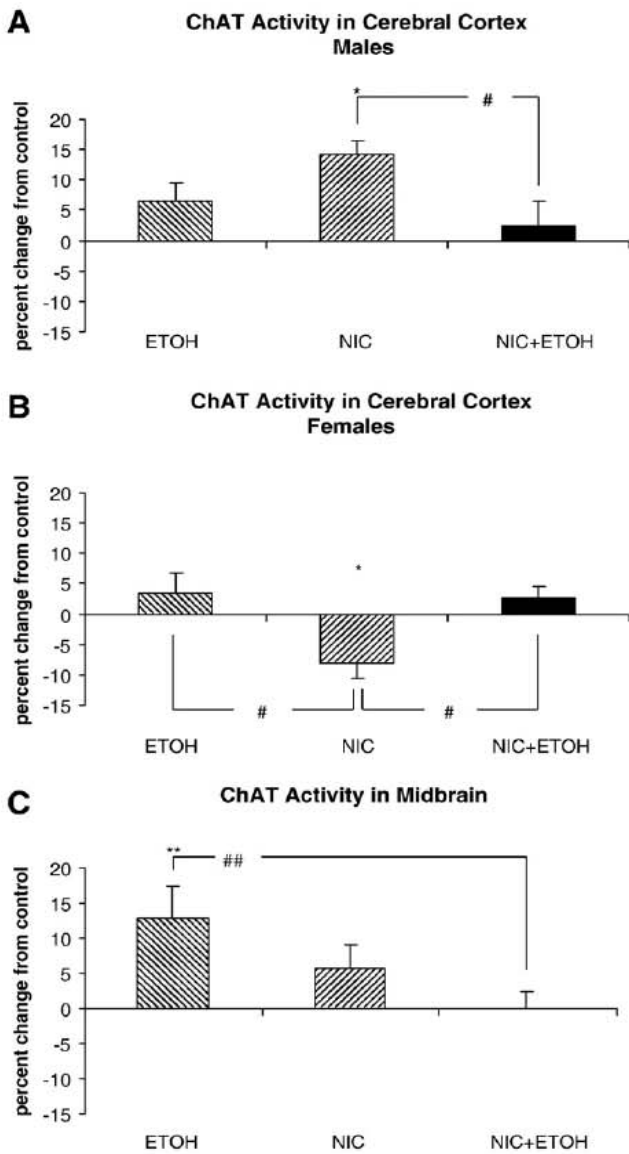 A
ChAT Activity in Cerebral Cortex
Males
percent change from control
20
15
10
5
0
-5
-10
-15
*
#
ETOH NIC NIC+ETOH
B
ChAT Activity in Cerebral Cortex
Females
percent change from control
20
15
10
5
0
-5
-10
-15
*
# #
ETOH NIC NIC+ETOH
C
ChAT Activity in Midbrain
percent change from control
20
15
10
5
0
-5
-10
-15
**
##
ETOH NIC NIC+ETOH